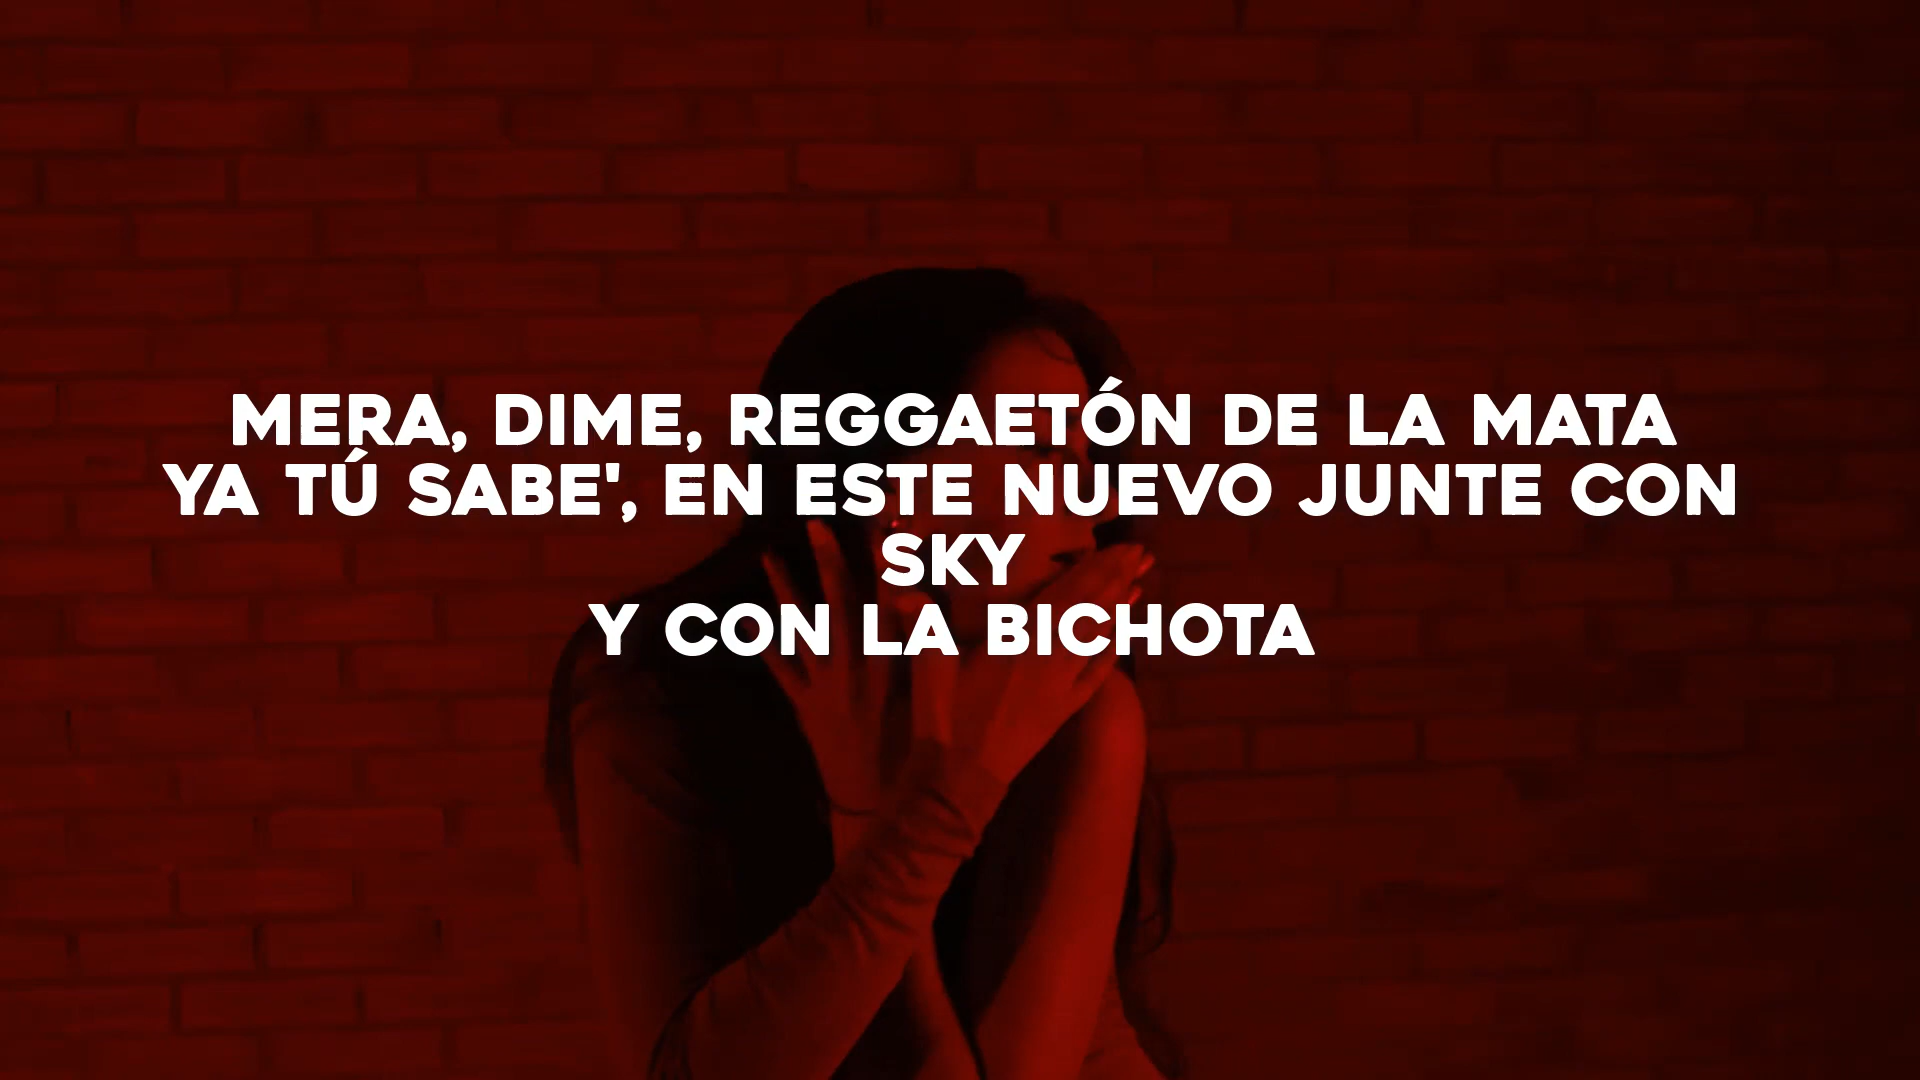 MERA, DIME, REGGAETÓN DE LA MATA
YA TÚ SABE', EN ESTE NUEVO JUNTE CON
SKY
Y CON LA BICHOTA